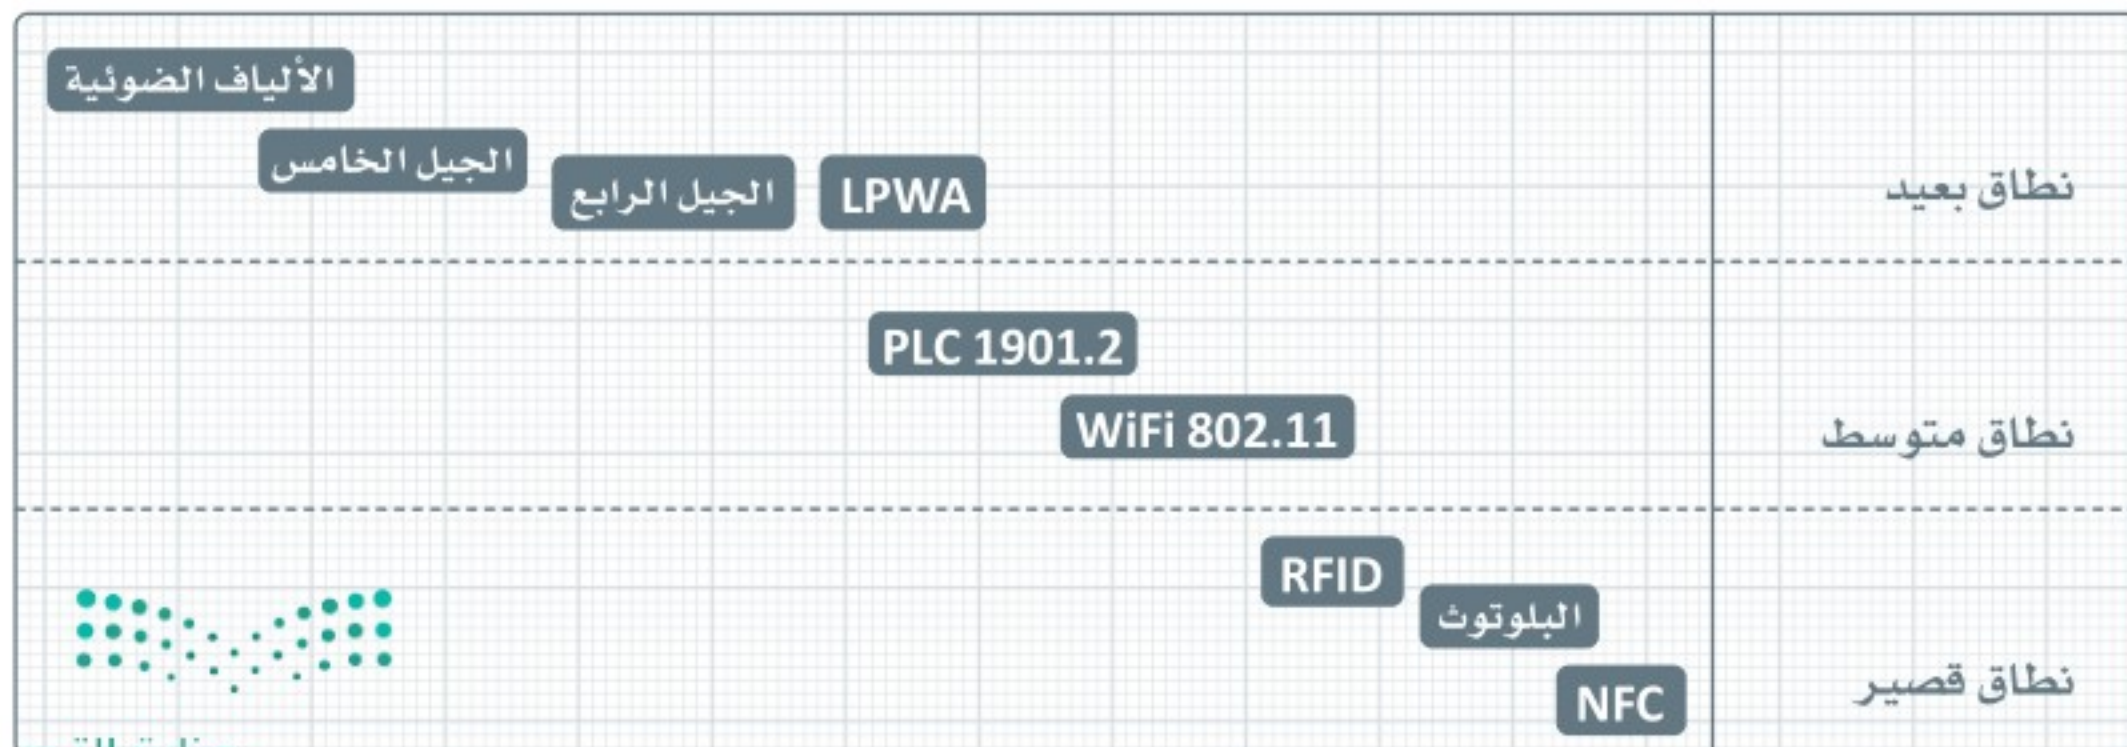 الألياف الضوئية
الجيل الخامس
نطاق بعيد
LPWA
الجيل الرابع
PLC 1901.2
نطاق متوسط
WiFi 802.11
RFID
البلوتوث
نطاق قصير
NFC